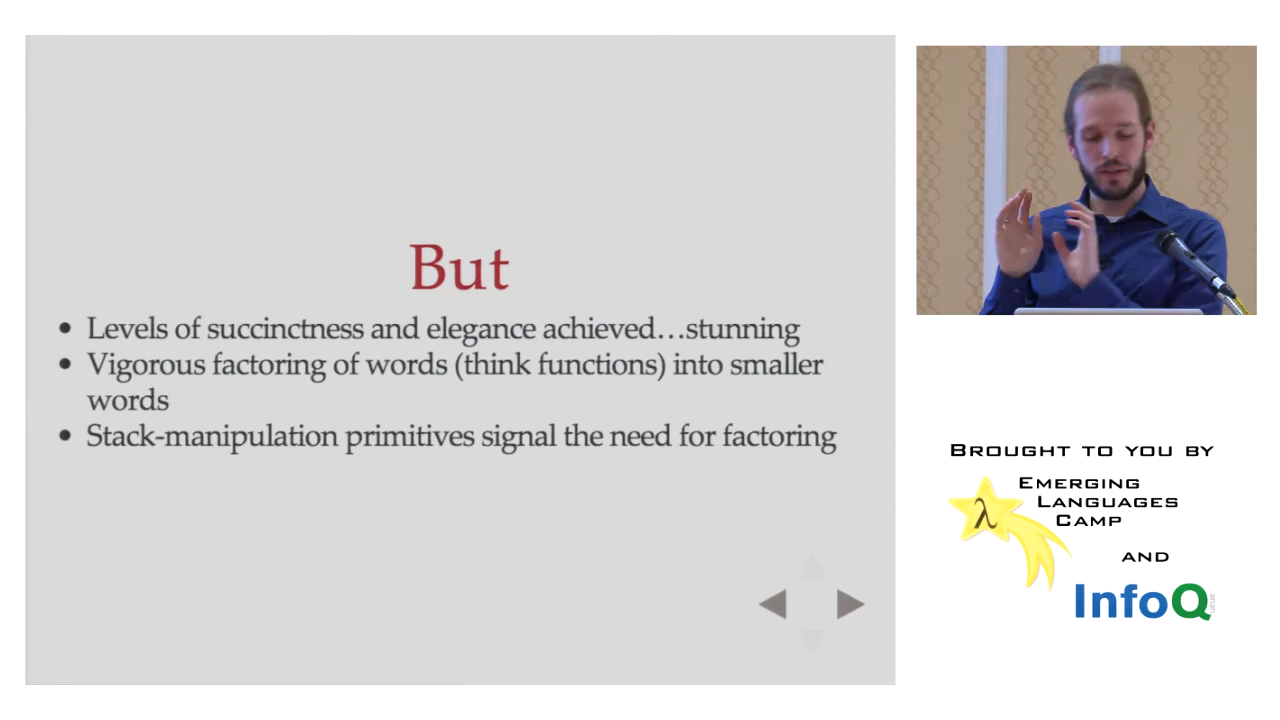 But
• Levels of succinctness and elegance achieved…stunning
• Vigorous factoring of words (think functions) into smaller
words
• Stack-manipulation primitives signal the need for factoring
BROUGHT TO YOU BY
λ
EMERGING
LANGUAGES
CAMP
AND
InfoQ
ueue